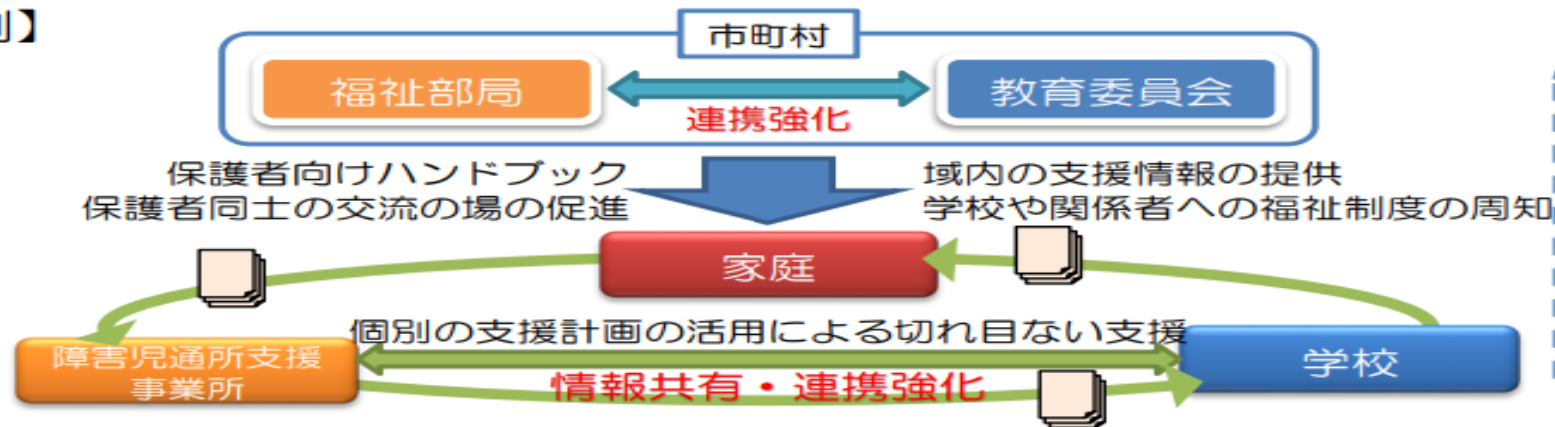 】
市町村
福祉部局
教育委員会
連携強化
保護者向けハンドブック
保護者同士の交流の場の促進
域内の支援情報の提供
学校や関係者への福祉制度の周知
家庭
個別の支援計画の活用による切れ目ない支援
障害児通所支援
事業所
学校
情報共有・連携強化